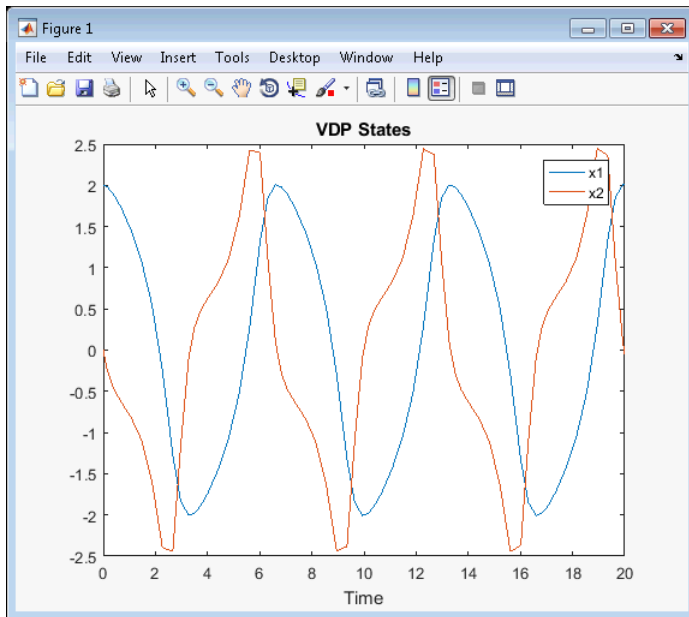 Figure 1
File Edit View Insert Tools Desktop Window Help
VDP States
x1
x2
2.5
2
1.5
1
0.5
0
-0.5
-1
-1.5
-2
-2.5
0 2 4 6 8 10 12 14 16 18 20
Time